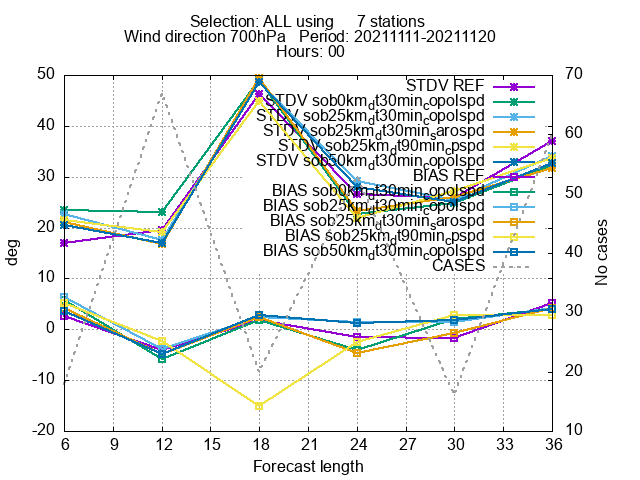 Selection: ALL using 7 stations
Wind direction 700hPa Period: 20211111-20211120
Hours: 00
STDV REF
STDV sob0km_dt30min_copolspd
STDV sob25km_dt30min_copolspd
STDV sob25km_dt30min_sarospd
STDV sob25km_dt90min_cpspd
STDV sob50km_dt30min_copolspd
BIAS REF
BIAS sob0km_dt30min_copolspd
BIAS sob25km_dt30min_copolspd
BIAS sob25km_dt30min_sarospd
BIAS sob25km_dt90min_cpspd
BIAS sob50km_dt30min_copolspd
CASES
50
40
30
20
10
0
-10
-20
deg
70
60
50
40
30
20
10
No cases
6 9 12 15 18 21 24 27 30 33 36
Forecast length